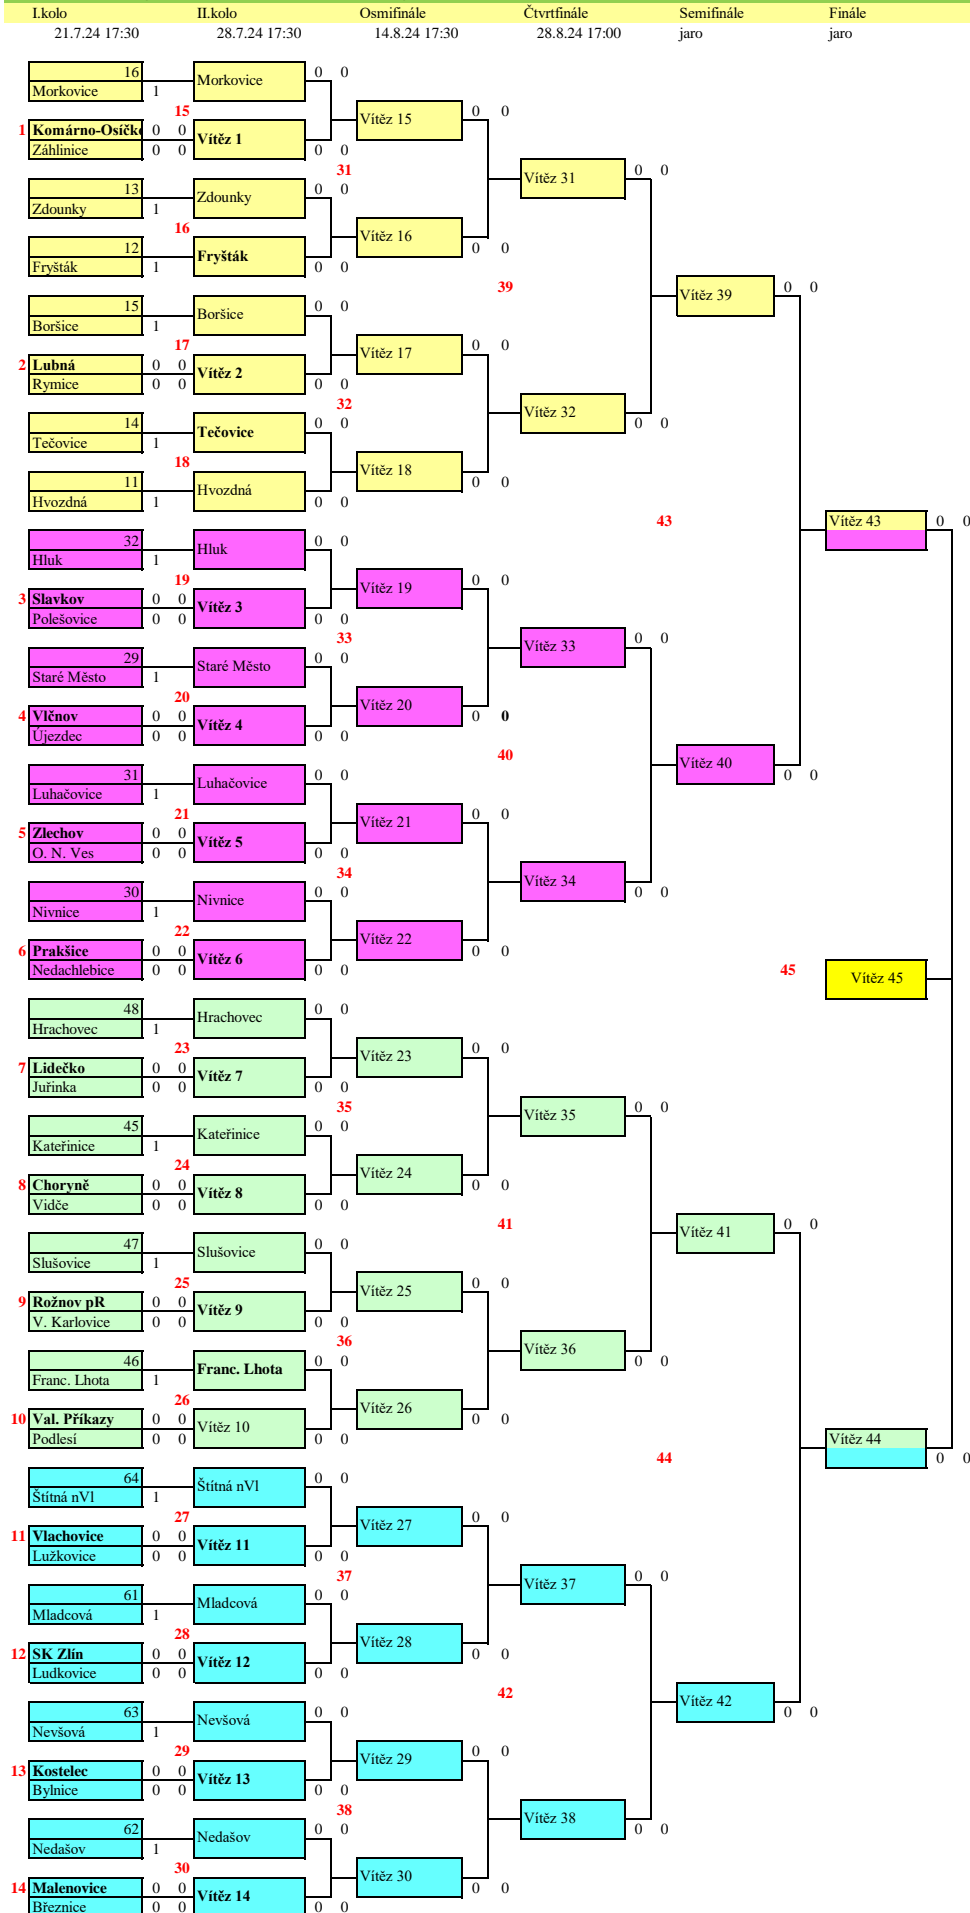 I.kolo II.kolo Osmifinále Čtvrtfinále Semifinále Finále
21.7.24 17:30 28.7.24 17:30 14.8.24 17:30 28.8.24 17:00 jaro jaro
16 0 0
Morkovice
Morkovice 1
15 0 0
Vítěz 15
1 Komárno-Osíčk 0 0
Vítěz 1
Záhlinice 0 0 0 0
31
Vítěz 31 0 0
13 0 0
Zdounky
Zdounky 1
16
Vítěz 16
12 0 0
Fryšták
Fryšták 1 0 0
39
Vítěz 39 0 0
15 0 0
Boršice
Boršice 1
17 0 0
Vítěz 17
2 Lubná 0 0
Vítěz 2
Rymice 0 0 0 0
32
Vítěz 32
14 0 0 0 0
Tečovice
Tečovice 1
18
Vítěz 18
11 0 0
Hvozdná
Hvozdná 1 0 0
43 Vítěz 43 0 0
32 0 0
Hluk
Hluk 1
19 0 0
Vítěz 19
3 Slavkov 0 0
Vítěz 3
Polešovice 0 0 0 0
33 0 0
Vítěz 33
29 0 0
Staré Město
Staré Město 1
20
Vítěz 20
4 Vlčnov 0 0 0 0
Vítěz 4
Újezdec 0 0 0 0
40
Vítěz 40
31 0 0 0 0
Luhačovice
Luhačovice 1
21 0 0
Vítěz 21
5 Zlechov 0 0
Vítěz 5
O. N. Ves 0 0 0 0
34
Vítěz 34
30 0 0 0 0
Nivnice
Nivnice 1
22
Vítěz 22
6 Prakšice 0 0 0 0
Vítěz 6
Nedachlebice 0 0 0 0
45 Vítěz 45
48 0 0
Hrachovec
Hrachovec 1
23 0 0
Vítěz 23
7 Lidečko 0 0
Vítěz 7
Juřinka 0 0 0 0
35 0 0
Vítěz 35
45 0 0
Kateřinice
Kateřinice 1
24
Vítěz 24
8 Choryně 0 0 0 0
Vítěz 8
Vidče 0 0 0 0
41 0 0
Vítěz 41
47 0 0
Slušovice
Slušovice 1
25 0 0
Vítěz 25
9 Rožnov pR 0 0
Vítěz 9
V. Karlovice 0 0 0 0
36
Vítěz 36
46 0 0 0 0
Franc. Lhota
Franc. Lhota 1
26
Vítěz 26
10 Val. Příkazy 0 0
Vítěz 10
Podlesí 0 0 0 0 0 0
Vítěz 44
44 0 0
64 0 0
Štítná nVl
Štítná nVl 1
27 0 0
Vítěz 27
11 Vlachovice 0 0
Vítěz 11
Lužkovice 0 0 0 0
37 0 0
Vítěz 37
61 0 0
Mladcová
Mladcová 1
28
Vítěz 28
12 SK Zlín 0 0 0 0
Vítěz 12
Ludkovice 0 0 0 0
42
Vítěz 42
63 0 0 0 0
Nevšová
Nevšová 1
29 0 0
Vítěz 29
13 Kostelec 0 0
Vítěz 13
Bylnice 0 0 0 0
38
Vítěz 38
62 0 0 0 0
Nedašov
Nedašov 1
30
Vítěz 30
14 Malenovice 0 0 0 0
Vítěz 14
Březnice 0 0 0 0